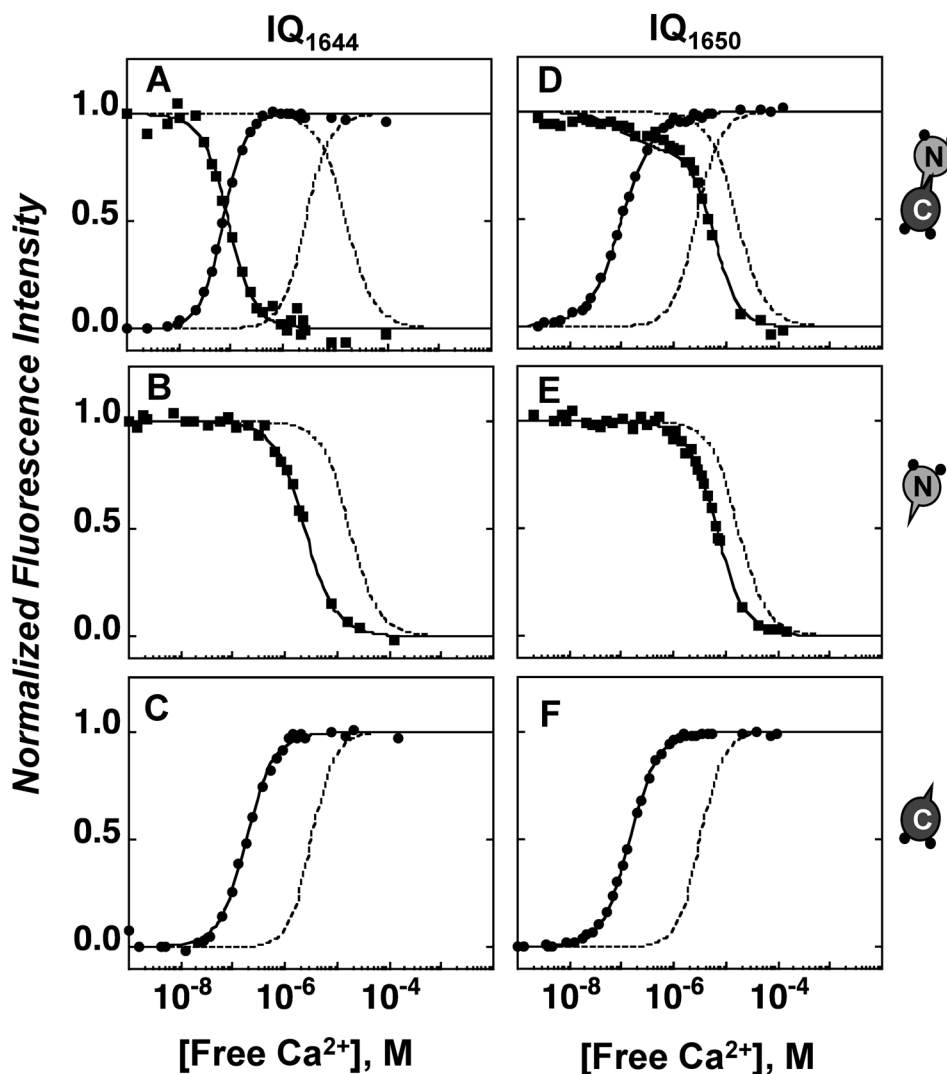 IQ1644 IQ1650
Normalized Fluorescence Intensity
A D
1.0
0.5
0.0
N
C
B E
1.0
0.5
0.0
N
C F
1.0
0.5
0.0
C
10-8 10-6 10-4 10-8 10-6 10-4
[Free Ca2+], M [Free Ca2+], M